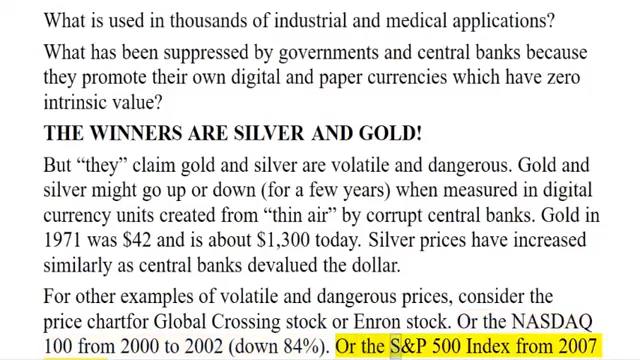 What is used in thousands of industrial and medical applications?
What has been suppressed by governments and central banks because
they promote their own digital and paper currencies which have zero
intrinsic value?
THE WINNERS ARE SILVER AND GOLD!
But “they” claim gold and silver are volatile and dangerous. Gold and
silver might go up or down (for a few years) when measured in digital
currency units created from “thin air” by corrupt central banks. Gold in
1971 was $42 and is about $1,300 today. Silver prices have increased
similarly as central banks devalued the dollar.
For other examples of volatile and dangerous prices, consider the
price chartfor Global Crossing stock or Enron stock. Or the NASDAQ
100 from 2000 to 2002 (down 84%). Or the S&P 500 Index from 2007